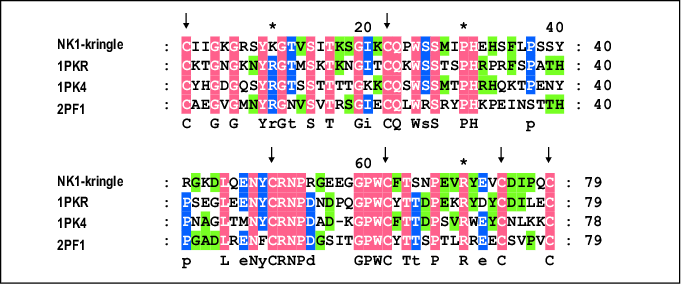 * 20 * 40
NK1-kringle : CIIGKGRSYKGTVSITKSGIKCQPWSSMIPHEHSFLPSSY : 40
1PKR : CKTGNGKNYRGTMSKTKNGITCQKWSSTSPHRPRFSPATH : 40
1PK4 : CYHGDGQSYRGTSSTTTTGKKCQSWSSMTPHRHQKTPENY : 40
2PF1 : CAEGVGMNYRGNVSVTRSGIECQLWRSRYPHKPEINSTTH : 40
C G G YrGt S T Gi CQ WsS PH p
60 *
NK1-kringle : RGKDLQENYCRNPRGEEGGPWCFTSNPEVRYEVCDIPQC : 79
1PKR : PSEGLEENYCRNPDNDPQGPWCYTTDPEKRYDYCDILEC : 79
1PK4 : PNAGLTMNYCRNPDAD-KGPWCFTTDPSVRWEYCNLKKC : 78
2PF1 : PGADLRENFCRNPDGSITGPWCYTTSPTLRREECSVPVC : 79
p L eNyCRNPd GPWC Tt P R e C C